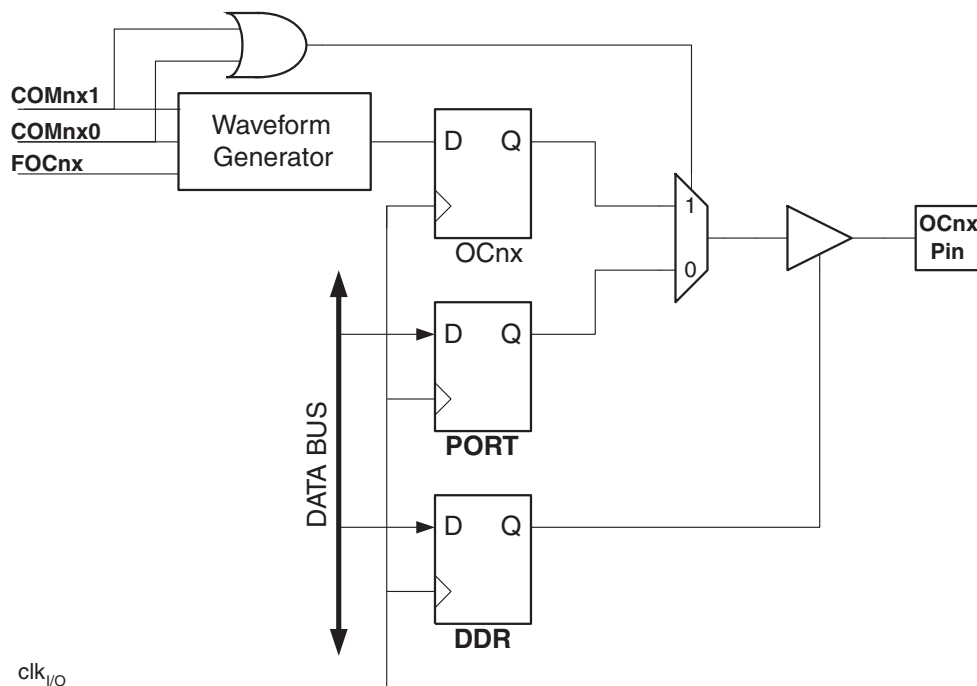 COMnx1
COMnx0
FOCnx
Waveform
Generator
D Q
OCnx
1
0
OCnx
Pin
D Q
PORT
DATA BUS
D Q
DDR
clkI/O